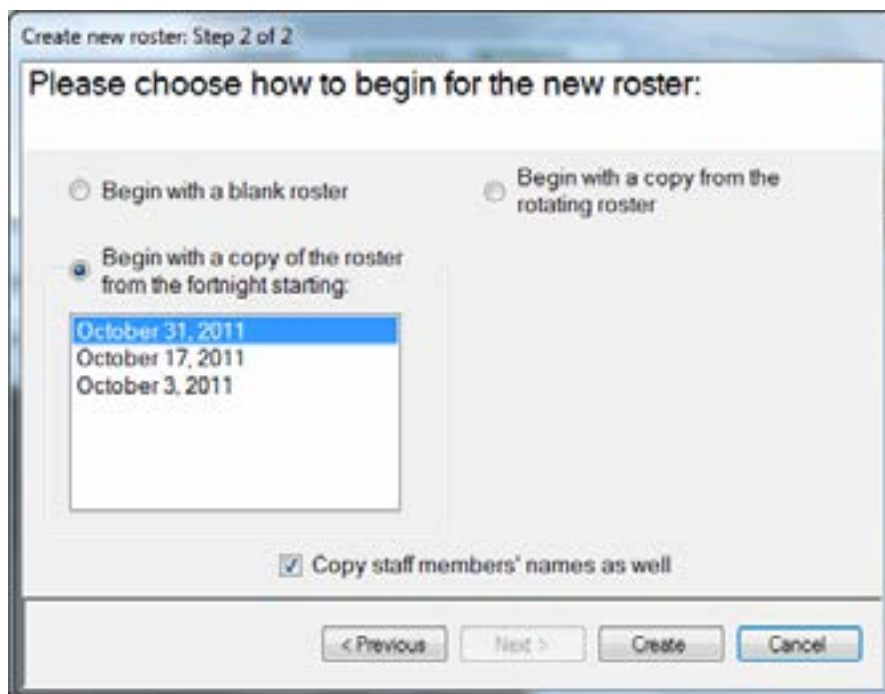 Create new roster: Step 2 of 2
Please choose how to begin for the new roster:
Begin with a blank roster
Begin with a copy from the
rotating roster
Begin with a copy of the roster
from the fortnight starting:
October 31, 2011
October 17, 2011
October 3, 2011
Copy staff members' names as well
< Previous
Next >
Create
Cancel